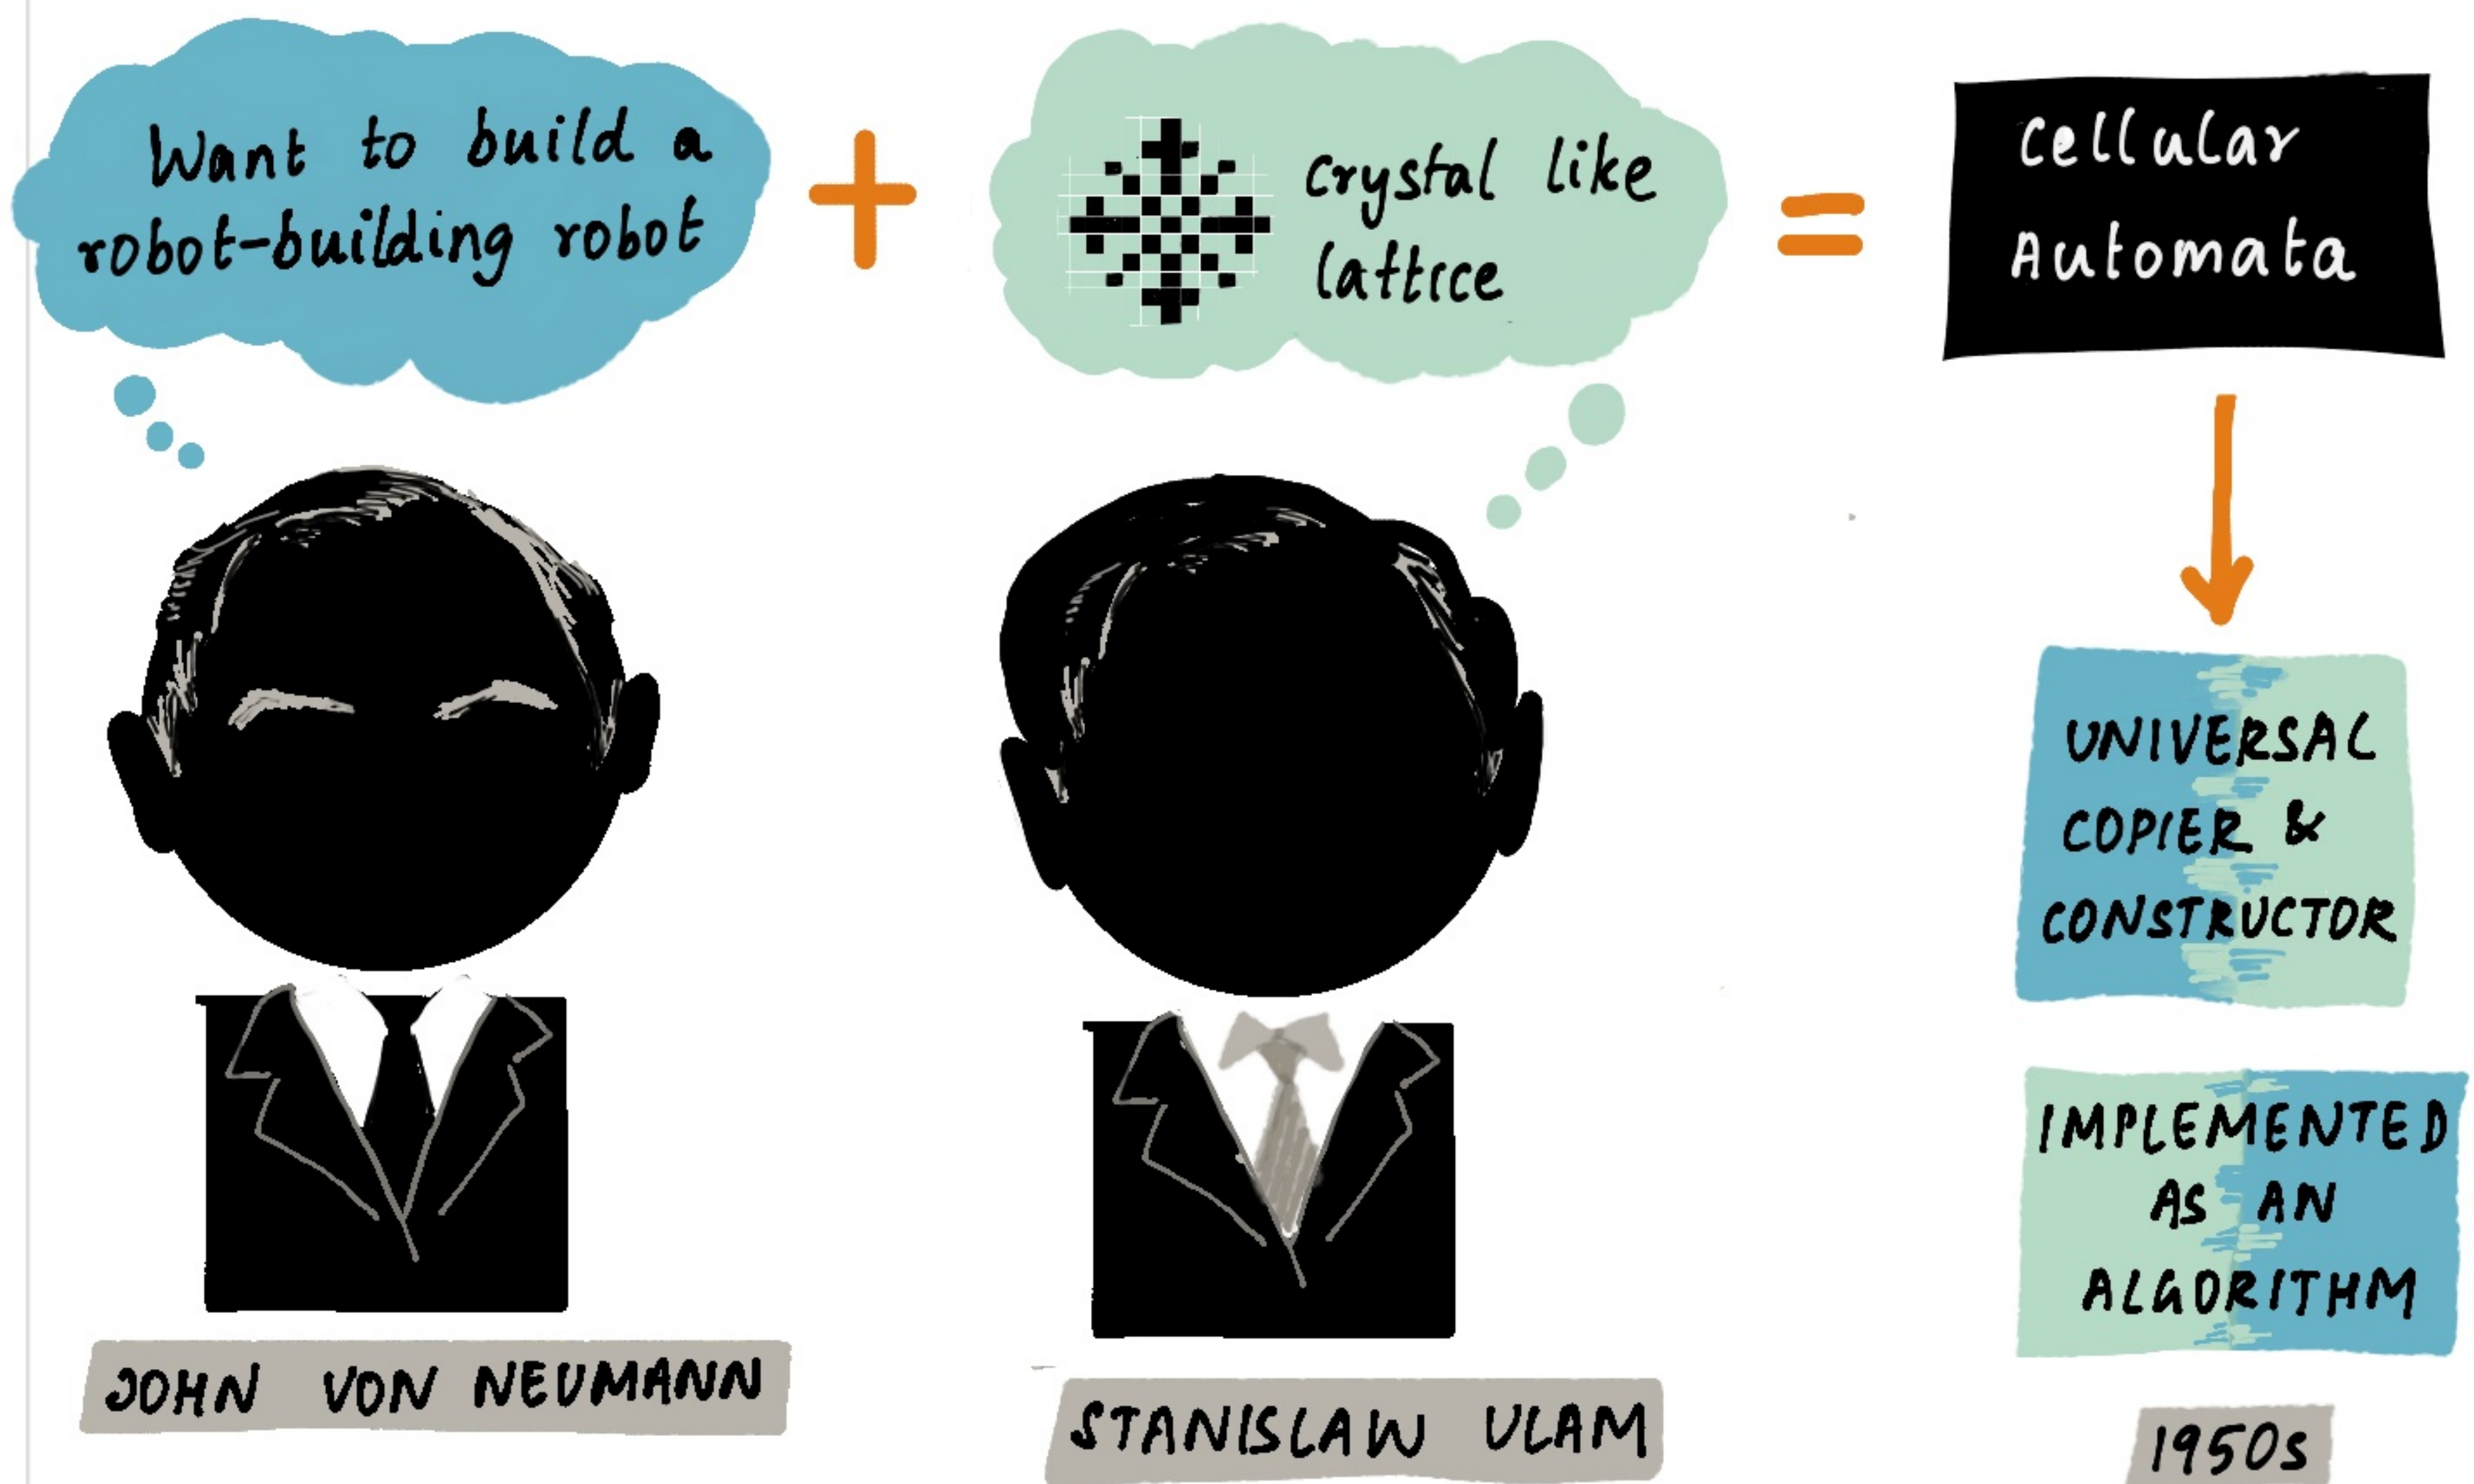 Want to build a
robot-building robot
+
crystal like
lattice
=
Cellular
Automata
UNIVERSAL
COPIER &
CONSTRUCTOR
IMPLEMENTED
AS AN
ALGORITHM
JOHN VON NEUMANN
STANISLAW ULAM
1950s